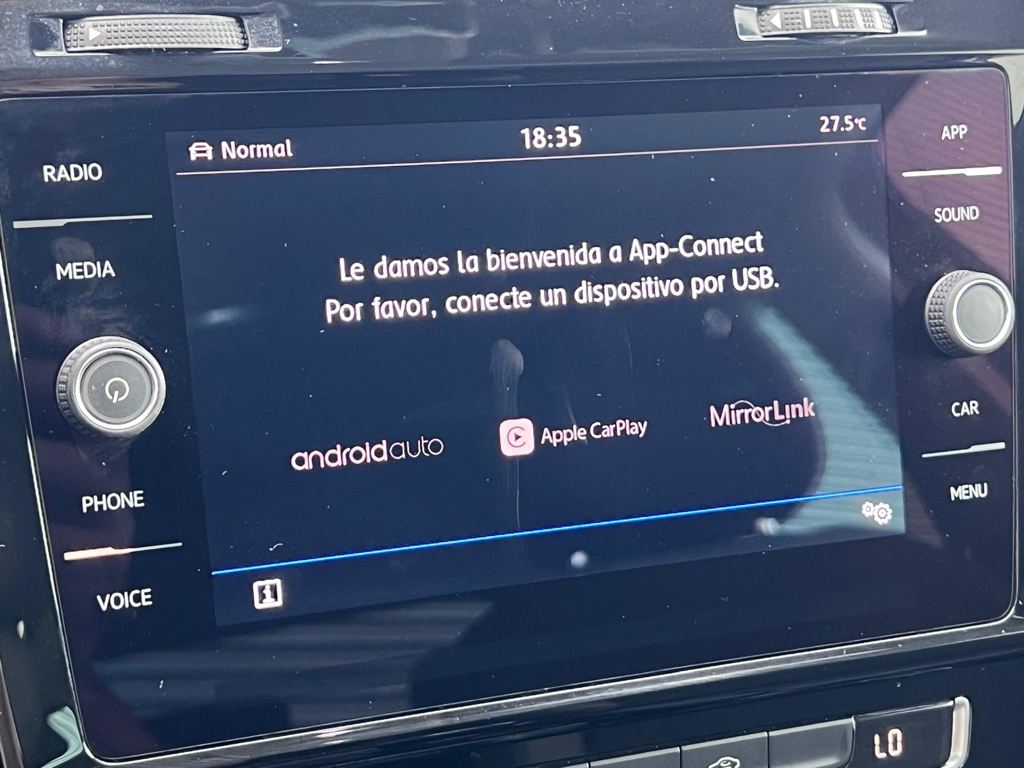 Normal 18:35 27.5°C
RADIO
MEDIA
PHONE
VOICE
Le damos la bienvenida a App-Connect
Por favor, conecte un dispositivo por USB.
androidauto Apple CarPlay MirrorLink
APP
SOUND
CAR
MENU
LO